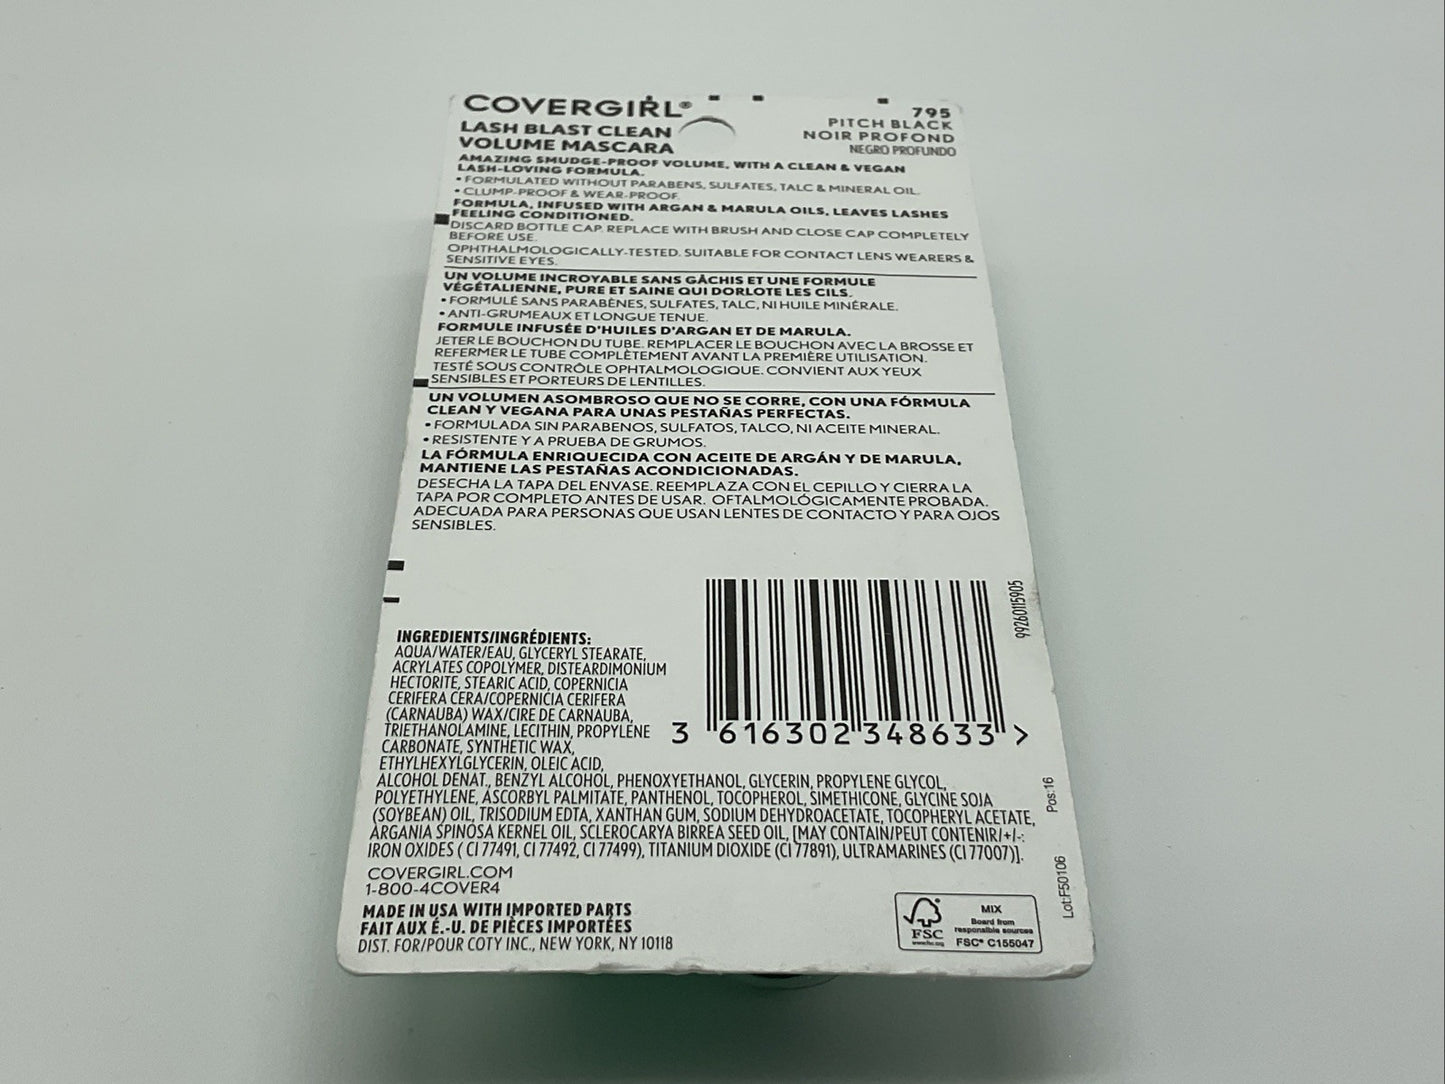 COVERGIRL®
LASH BLAST CLEAN
VOLUME MASCARA
795
PITCH BLACK
NOIR PROFOND
NEGRO PROFUNDO
AMAZING SMUDGE-PROOF VOLUME, WITH A CLEAN & VEGAN
LASH-LOVING FORMULA.
• FORMULATED WITHOUT PARABENS, SULFATES, TALC & MINERAL OIL.
• CLUMP-PROOF & WEAR-PROOF.
FORMULA, INFUSED WITH ARGAN & MARULA OILS, LEAVES LASHES
FEELING CONDITIONED.
DISCARD BOTTLE CAP. REPLACE WITH BRUSH AND CLOSE CAP COMPLETELY
BEFORE USE.
OPHTHALMOLOGICALLY-TESTED. SUITABLE FOR CONTACT LENS WEARERS &
SENSITIVE EYES.
UN VOLUME INCROYABLE SANS GÂCHIS ET UNE FORMULE
VÉGÉTALIENNE, PURE ET SAINE QUI DORLOTE LES CILS.
• FORMULÉ SANS PARABÈNES, SULFATES, TALC, NI HUILE MINÉRALE.
• ANTI-GRUMEAUX ET LONGUE TENUE.
FORMULE INFUSÉE D'HUILES D'ARGAN ET DE MARULA.
JETER LE BOUCHON DU TUBE. REMPLACER LE BOUCHON AVEC LA BROSSE ET
REFERMER LE TUBE COMPLÈTEMENT AVANT LA PREMIÈRE UTILISATION.
TESTÉ SOUS CONTRÔLE OPHTALMOLOGIQUE. CONVIENT AUX YEUX
SENSIBLES ET PORTEURS DE LENTILLES.
UN VOLUMEN ASOMBROSO QUE NO SE CORRE, CON UNA FÓRMULA
CLEAN Y VEGANA PARA UNAS PESTAÑAS PERFECTAS.
• FORMULADA SIN PARABENOS, SULFATOS, TALCO, NI ACEITE MINERAL.
• RESISTENTE Y A PRUEBA DE GRUMOS.
LA FÓRMULA ENRIQUECIDA CON ACEITE DE ARGÁN Y DE MARULA,
MANTIENE LAS PESTAÑAS ACONDICIONADAS.
DESECHA LA TAPA DEL ENVASE. REEMPLAZA CON EL CEPILLO Y CIERRA LA
TAPA POR COMPLETO ANTES DE USAR. OFTALMOLÓGICAMENTE PROBADA.
ADECUADA PARA PERSONAS QUE USAN LENTES DE CONTACTO Y PARA OJOS
SENSIBLES.
INGREDIENTS/INGRÉDIENTS:
AQUA/WATER/EAU, GLYCERYL STEARATE,
ACRYLATES COPOLYMER, DISTEARDIMONIUM
HECTORITE, STEARIC ACID, COPERNICIA
CERIFERA CERA/COPERNICIA CERIFERA
(CARNAUBA) WAX/CIRE DE CARNAUBA,
TRIETHANOLAMINE, LECITHIN, PROPYLENE
CARBONATE, SYNTHETIC WAX,
ETHYLHEXYLGLYCERIN, OLEIC ACID,
ALCOHOL DENAT., BENZYL ALCOHOL, PHENOXYETHANOL, GLYCERIN, PROPYLENE GLYCOL,
POLYETHYLENE, ASCORBYL PALMITATE, PANTHENOL, TOCOPHEROL, SIMETHICONE, GLYCINE SOJA
(SOYBEAN) OIL, TRISODIUM EDTA, XANTHAN GUM, SODIUM DEHYDROACETATE, TOCOPHERYL ACETATE,
ARGANIA SPINOSA KERNEL OIL, SCLEROCARYA BIRREA SEED OIL, [MAY CONTAIN/PEUT CONTENIR/+/-:
IRON OXIDES ( CI 77491, CI 77492, CI 77499), TITANIUM DIOXIDE (CI 77891), ULTRAMARINES (CI 77007)].
3 616302 348633 >
99260115905
Pos:16
Lot:F50106
COVERGIRL.COM
1-800-4COVER4
MADE IN USA WITH IMPORTED PARTS
FAIT AUX É.-U. DE PIÈCES IMPORTÉES
DIST. FOR/POUR COTY INC., NEW YORK, NY 10118
FSC
www.fsc.org
MIX
Board from
responsible sources
FSC® C155047